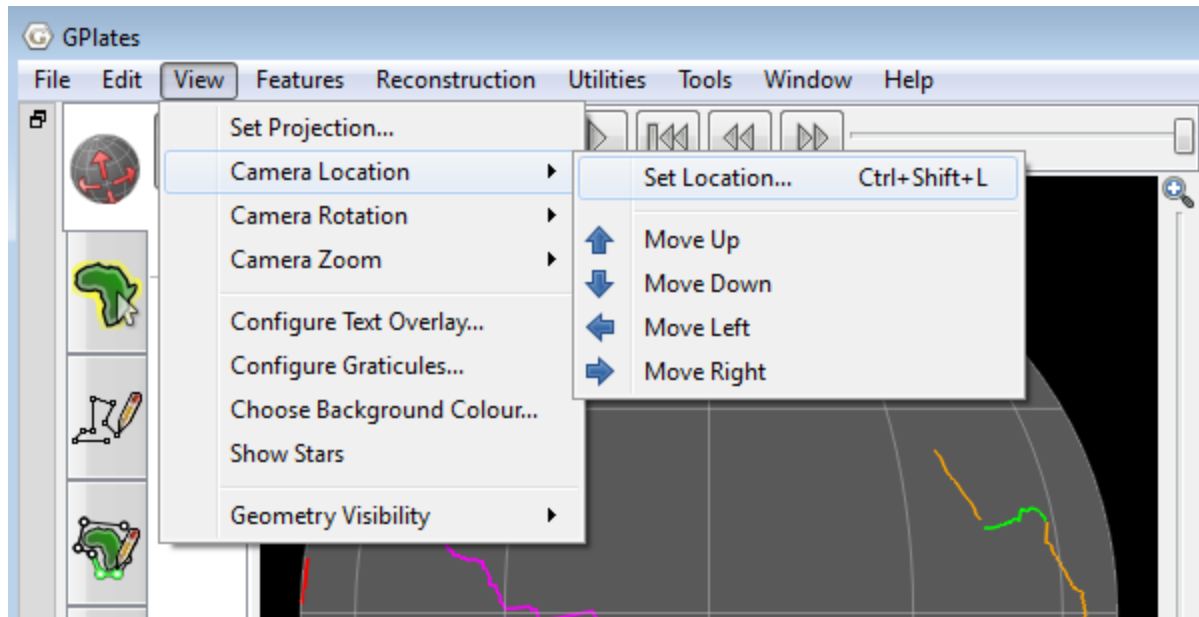 GPlates
File Edit View Features Reconstruction Utilities Tools Window Help
Set Projection...
Camera Location
Camera Rotation
Camera Zoom
Configure Text Overlay...
Configure Graticules...
Choose Background Colour...
Show Stars
Geometry Visibility
Set Location... Ctrl+Shift+L
Move Up
Move Down
Move Left
Move Right